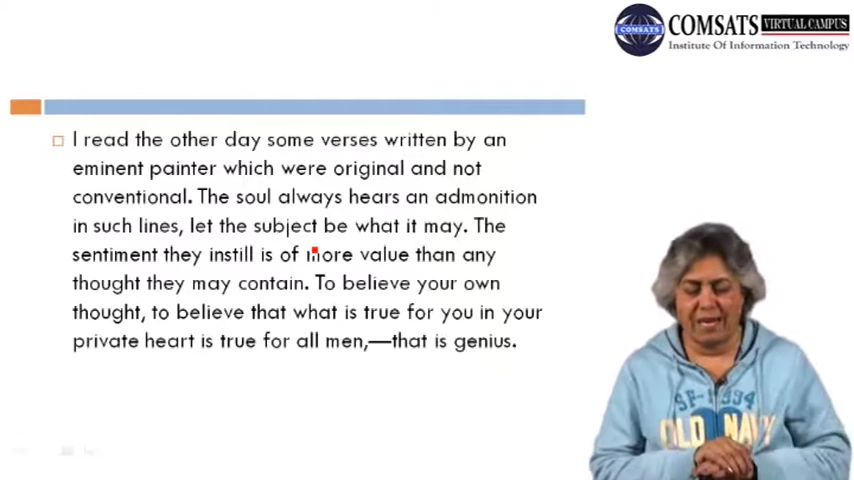 COMSATS VIRTUAL CAMPUS
COMSATS
Institute Of Information Technology
I read the other day some verses written by an
eminent painter which were original and not
conventional. The soul always hears an admonition
in such lines, let the subject be what it may. The
sentiment they instill is of more value than any
thought they may contain. To believe your own
thought, to believe that what is true for you in your
private heart is true for all men,—that is genius.
OLD NAVY